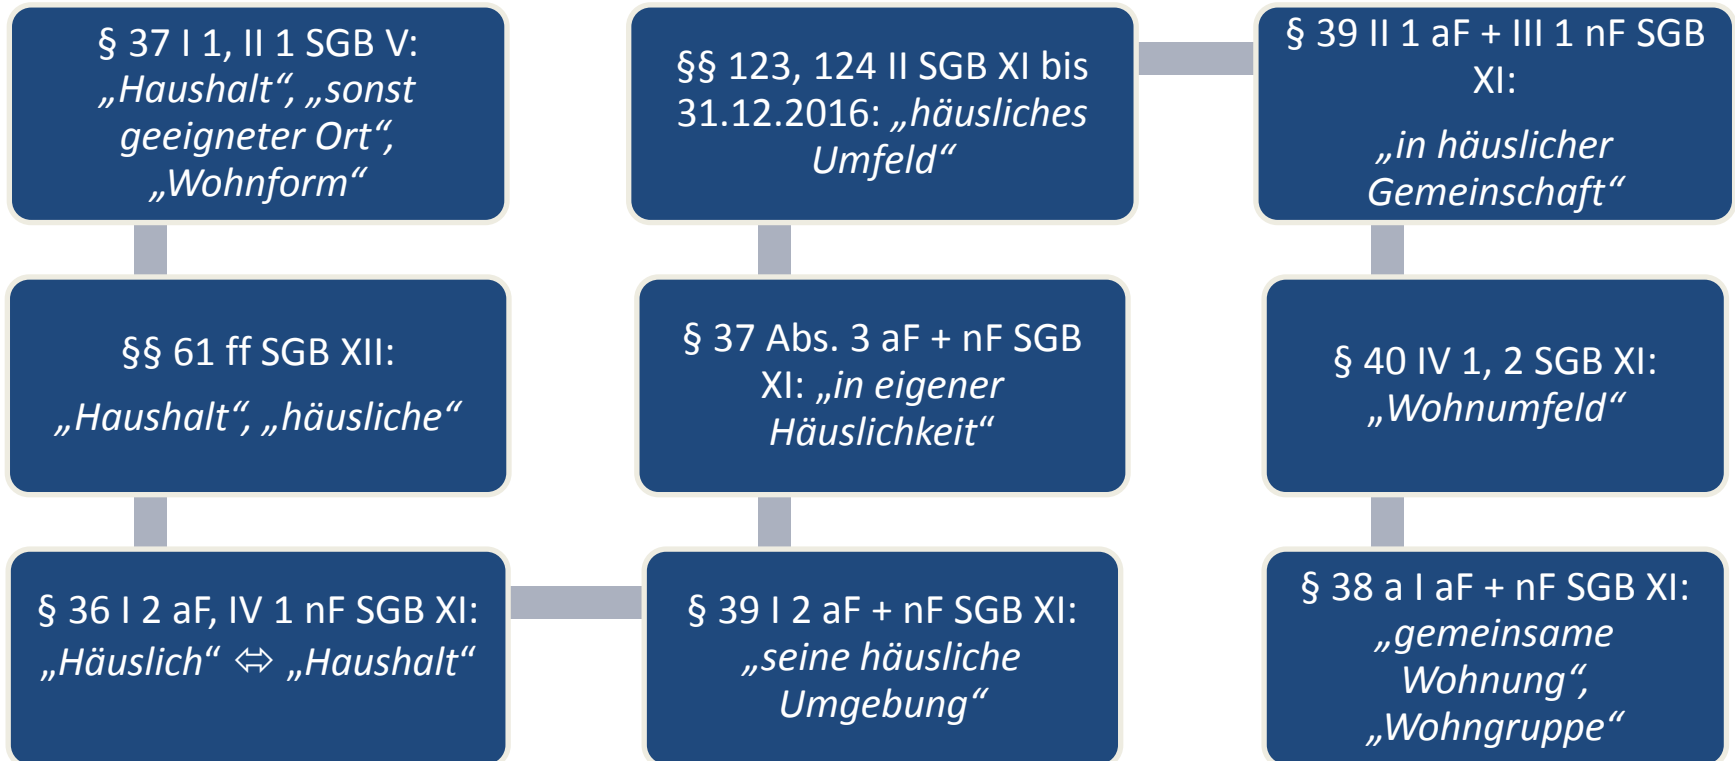 § 37 I 1, II 1 SGB V:
„Haushalt“, „sonst
geeigneter Ort“,
„Wohnform“
§§ 61 ff SGB XII:
„Haushalt“, „häusliche“
§ 36 I 2 aF, IV 1 nF SGB XI:
„Häuslich“ ⬄ „Haushalt“
§ 39 I 2 aF + nF SGB XI:
„seine häusliche
Umgebung“
§ 37 Abs. 3 aF + nF SGB
XI: „in eigener
Häuslichkeit“
§§ 123, 124 II SGB XI bis
31.12.2016: „häusliches
Umfeld“
§ 39 II 1 aF + III 1 nF SGB
XI:
„in häuslicher
Gemeinschaft“
§ 40 IV 1, 2 SGB XI:
„Wohnumfeld“
§ 38 a I aF + nF SGB XI:
„gemeinsame
Wohnung“,
„Wohngruppe“